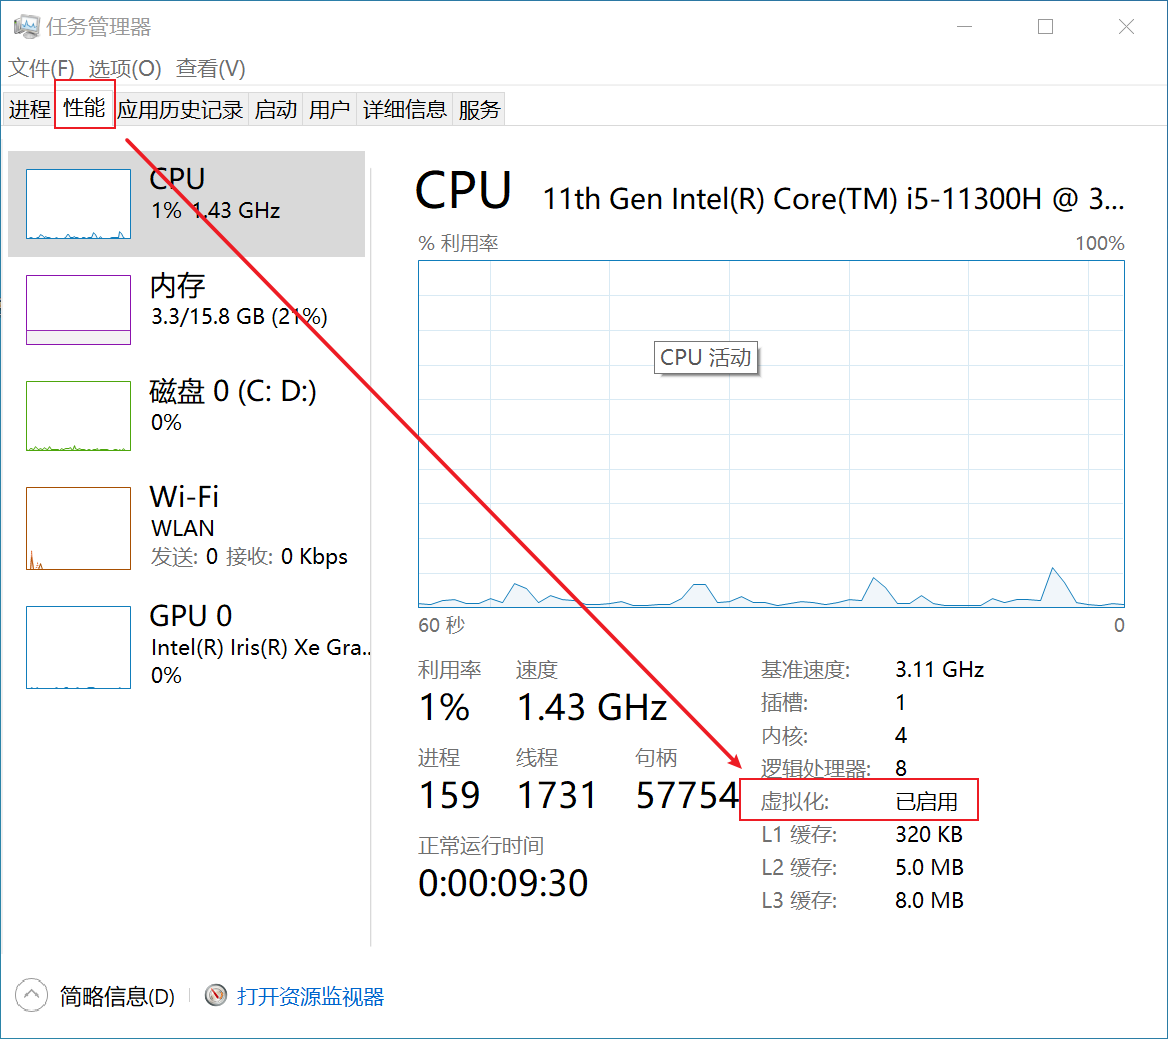 任务管理器
文件(F) 选项(O) 查看(V)
进程 性能 应用历史记录 启动 用户 详细信息 服务
CPU
1% 1.43 GHz
内存
3.3/15.8 GB (21%)
磁盘 0 (C: D:)
0%
Wi-Fi
WLAN
发送: 0 接收: 0 Kbps
GPU 0
Intel(R) Iris(R) Xe Gra...
0%
CPU 11th Gen Intel(R) Core(TM) i5-11300H @ 3...
% 利用率 100%
CPU 活动
60 秒 0
利用率 速度
1% 1.43 GHz
进程 线程 句柄
159 1731 57754
正常运行时间
0:00:09:30
基准速度: 3.11 GHz
插槽: 1
内核: 4
逻辑处理器: 8
虚拟化: 已启用
L1 缓存: 320 KB
L2 缓存: 5.0 MB
L3 缓存: 8.0 MB
简略信息(D) 打开资源监视器